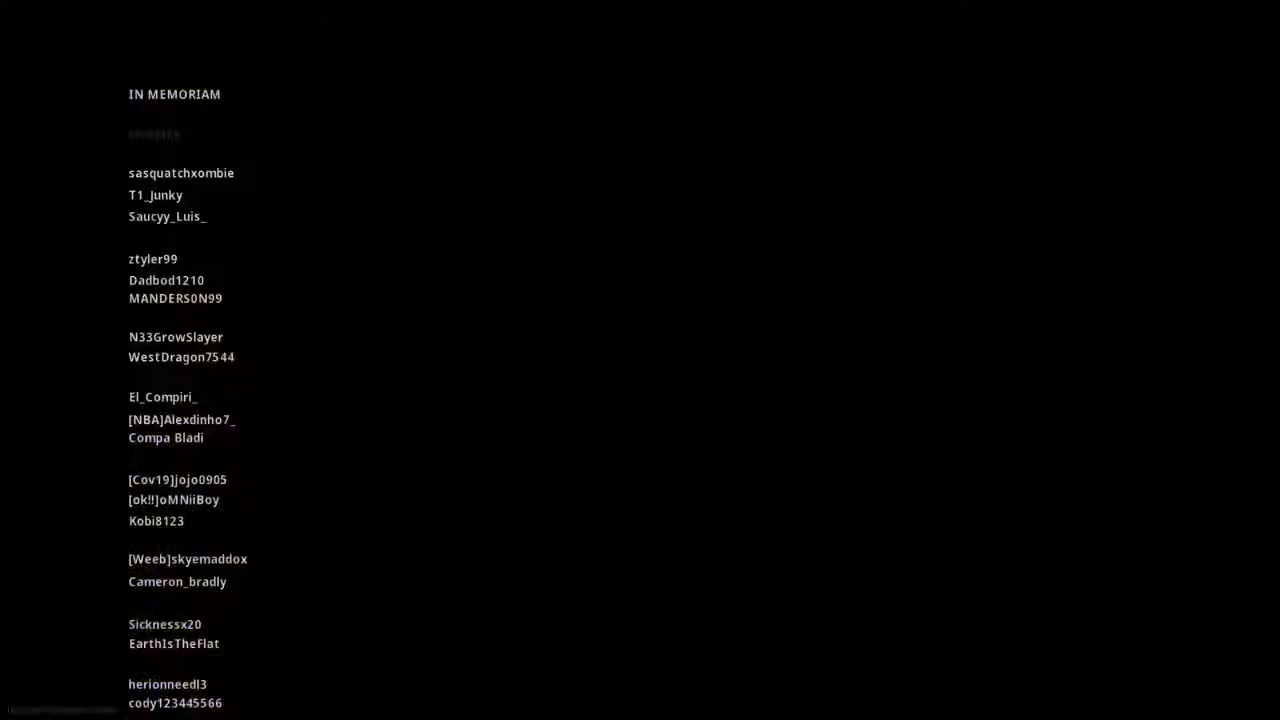 IN MEMORIAM
sasquatchxombie
T1_Junky
Saucyy_Luis_
ztyler99
Dadbod1210
MANDERS0N99
N33GrowSlayer
WestDragon7544
El_Compiri_
[NBA]Alexdinho7_
Compa Bladi
[Cov19]jojo0905
[ok!!]oMNiiBoy
Kobi8123
[Weeb]skyemaddox
Cameron_bradly
Sicknessx20
EarthIsTheFlat
herionneedl3
cody123445566